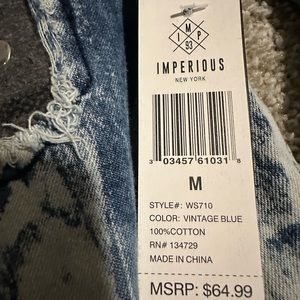 M
I P
93
IMPERIOUS
NEW YORK
3 03457 61031 8
M
STYLE#: WS710
COLOR: VINTAGE BLUE
100%COTTON
RN# 134729
MADE IN CHINA
MSRP: $64.99